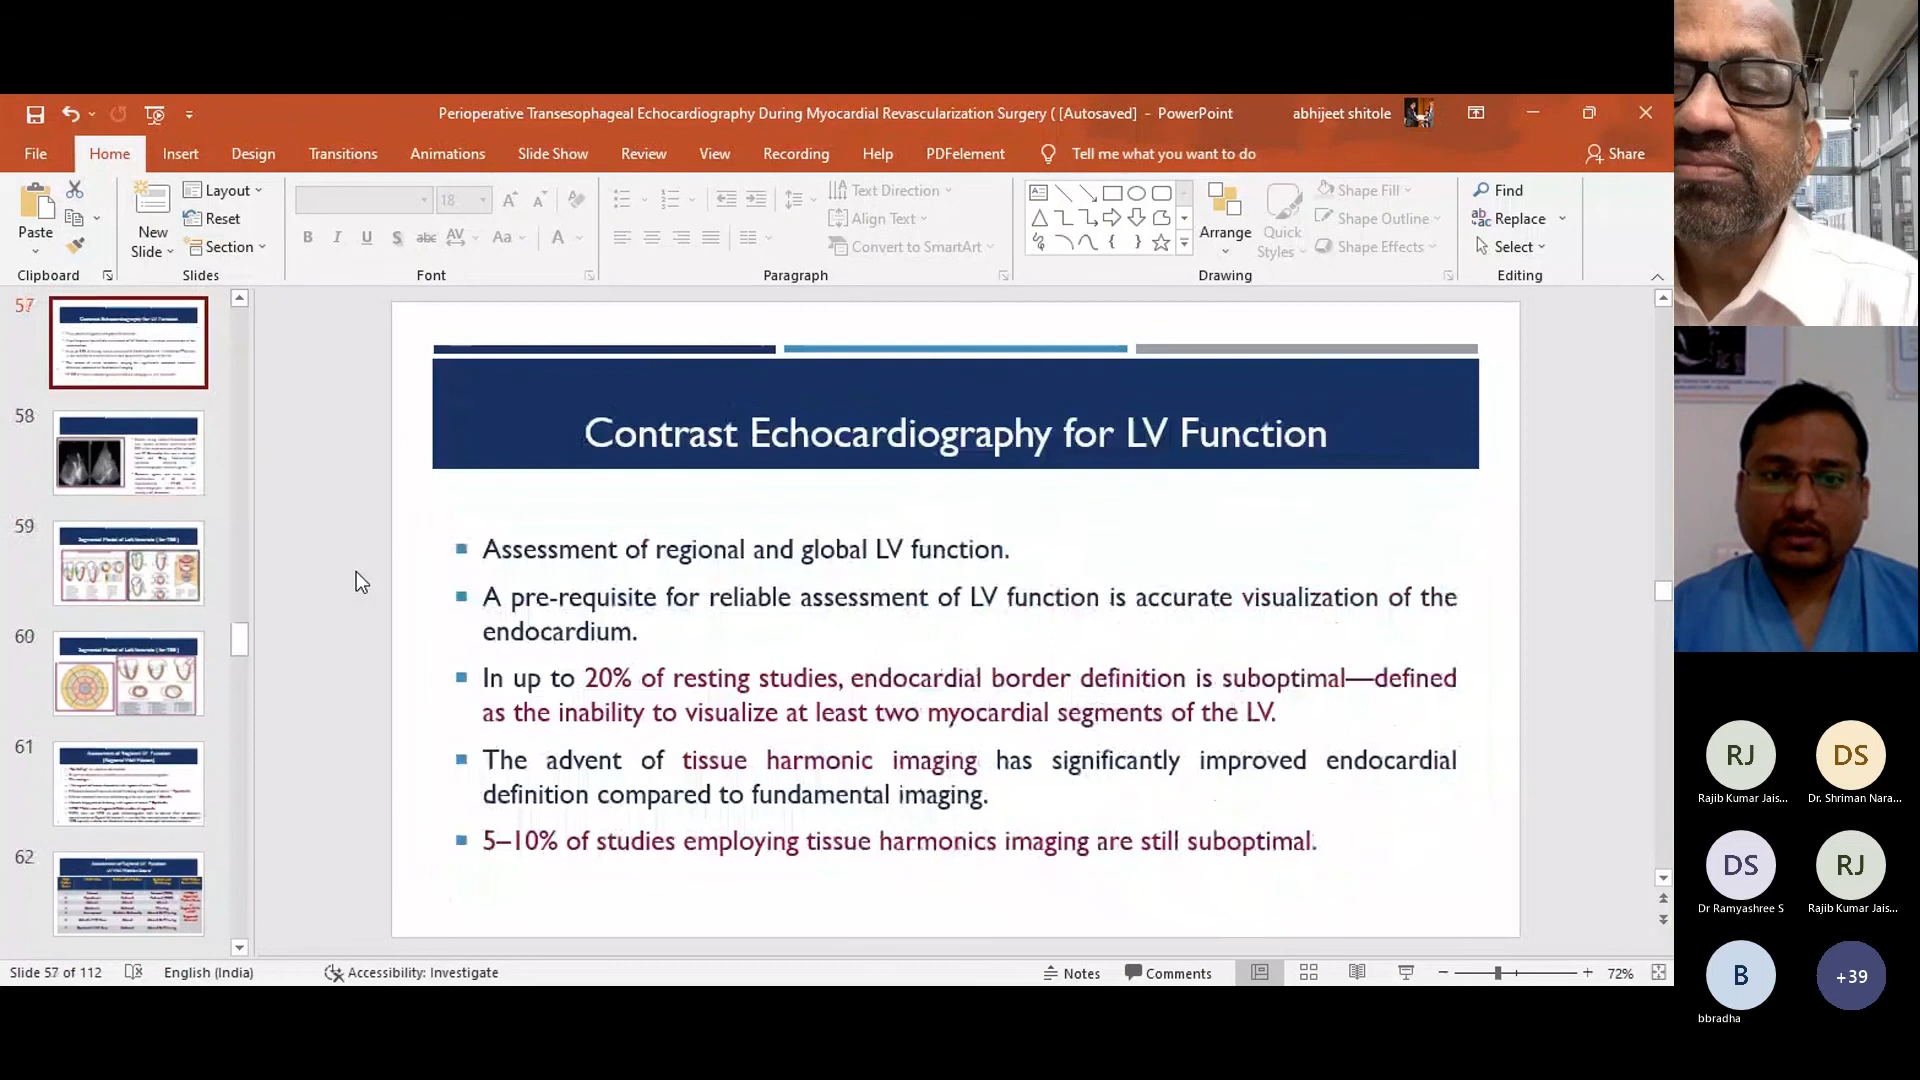 Perioperative Transesophageal Echocardiography During Myocardial Revascularization Surgery ( [Autosaved] - PowerPoint
abhijeet shitole
File Home Insert Design Transitions Animations Slide Show Review View Recording Help PDFelement Tell me what you want to do Share
Paste
New Slide
Layout
Reset
Section
18
B I U S abc AV Aa A
Text Direction
Align Text
Convert to SmartArt
Arrange
Quick Styles
Shape Fill
Shape Outline
Shape Effects
Find
Replace
Select
Clipboard Slides Font Paragraph Drawing Editing
57
58
59
60
61
62
Contrast Echocardiography for LV Function
Assessment of regional and global LV function.
A pre-requisite for reliable assessment of LV function is accurate visualization of the
endocardium.
In up to 20% of resting studies, endocardial border definition is suboptimal—defined
as the inability to visualize at least two myocardial segments of the LV.
The advent of tissue harmonic imaging has significantly improved endocardial
definition compared to fundamental imaging.
5–10% of studies employing tissue harmonics imaging are still suboptimal.
Slide 57 of 112 English (India) Accessibility: Investigate Notes Comments 72%
RJ DS
Rajib Kumar Jais... Dr. Shriman Nara...
DS RJ
Dr Ramyashree S Rajib Kumar Jais...
B +39
bbradha